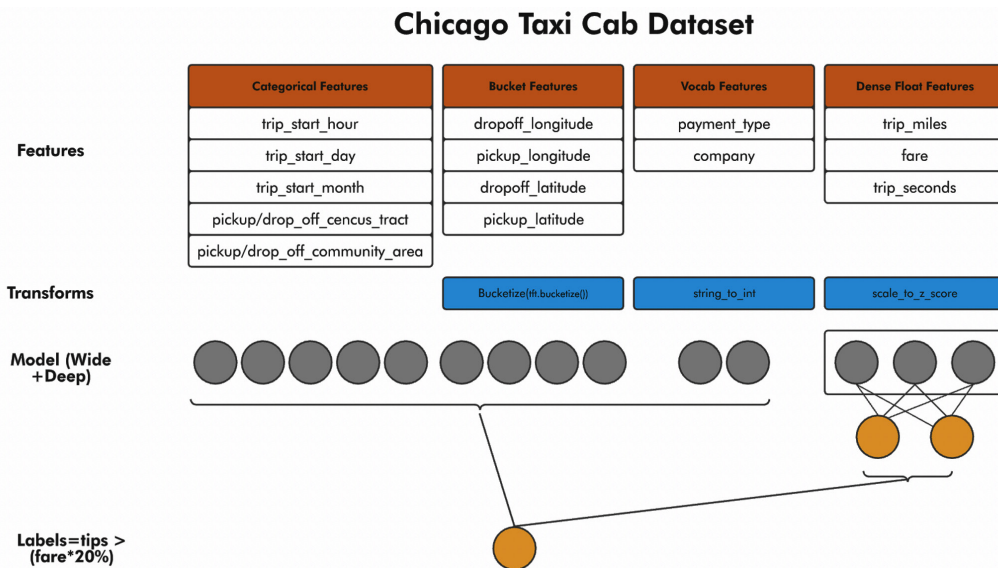 Chicago Taxi Cab Dataset
Categorical Features
Bucket Features
Vocab Features
Dense Float Features
Features
trip_start_hour
dropoff_longitude
payment_type
trip_miles
trip_start_day
pickup_longitude
company
fare
trip_start_month
dropoff_latitude
trip_seconds
pickup/drop_off_cencus_tract
pickup_latitude
pickup/drop_off_community_area
Transforms
Bucketize(tft.bucketize())
string_to_int
scale_to_z_score
Model (Wide
+Deep)
Labels=tips >
(fare*20%)